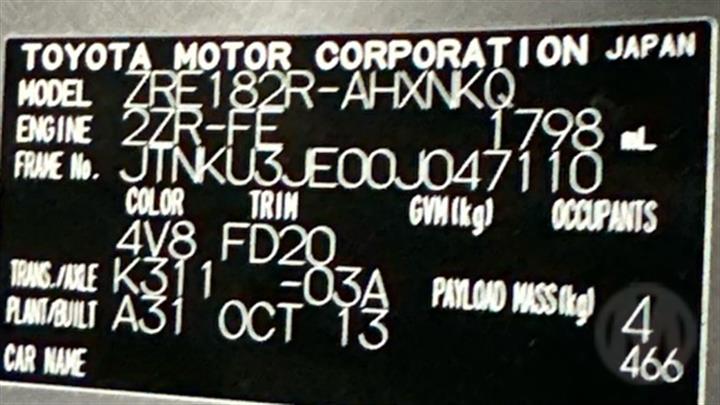 TOYOTA MOTOR CORPORATION JAPAN
MODEL ZRE182R-AHXNKQ
ENGINE 2ZR-FE 1798 mL
FRAME No. JTNKU3JE00J047110
COLOR TRIM GVM(kg) OCCUPANTS
4V8 FD20
TRANS./AXLE K311 -03A PAYLOAD MASS(kg) 4
PLANT/BUILT A31 OCT 13
CAR NAME 466